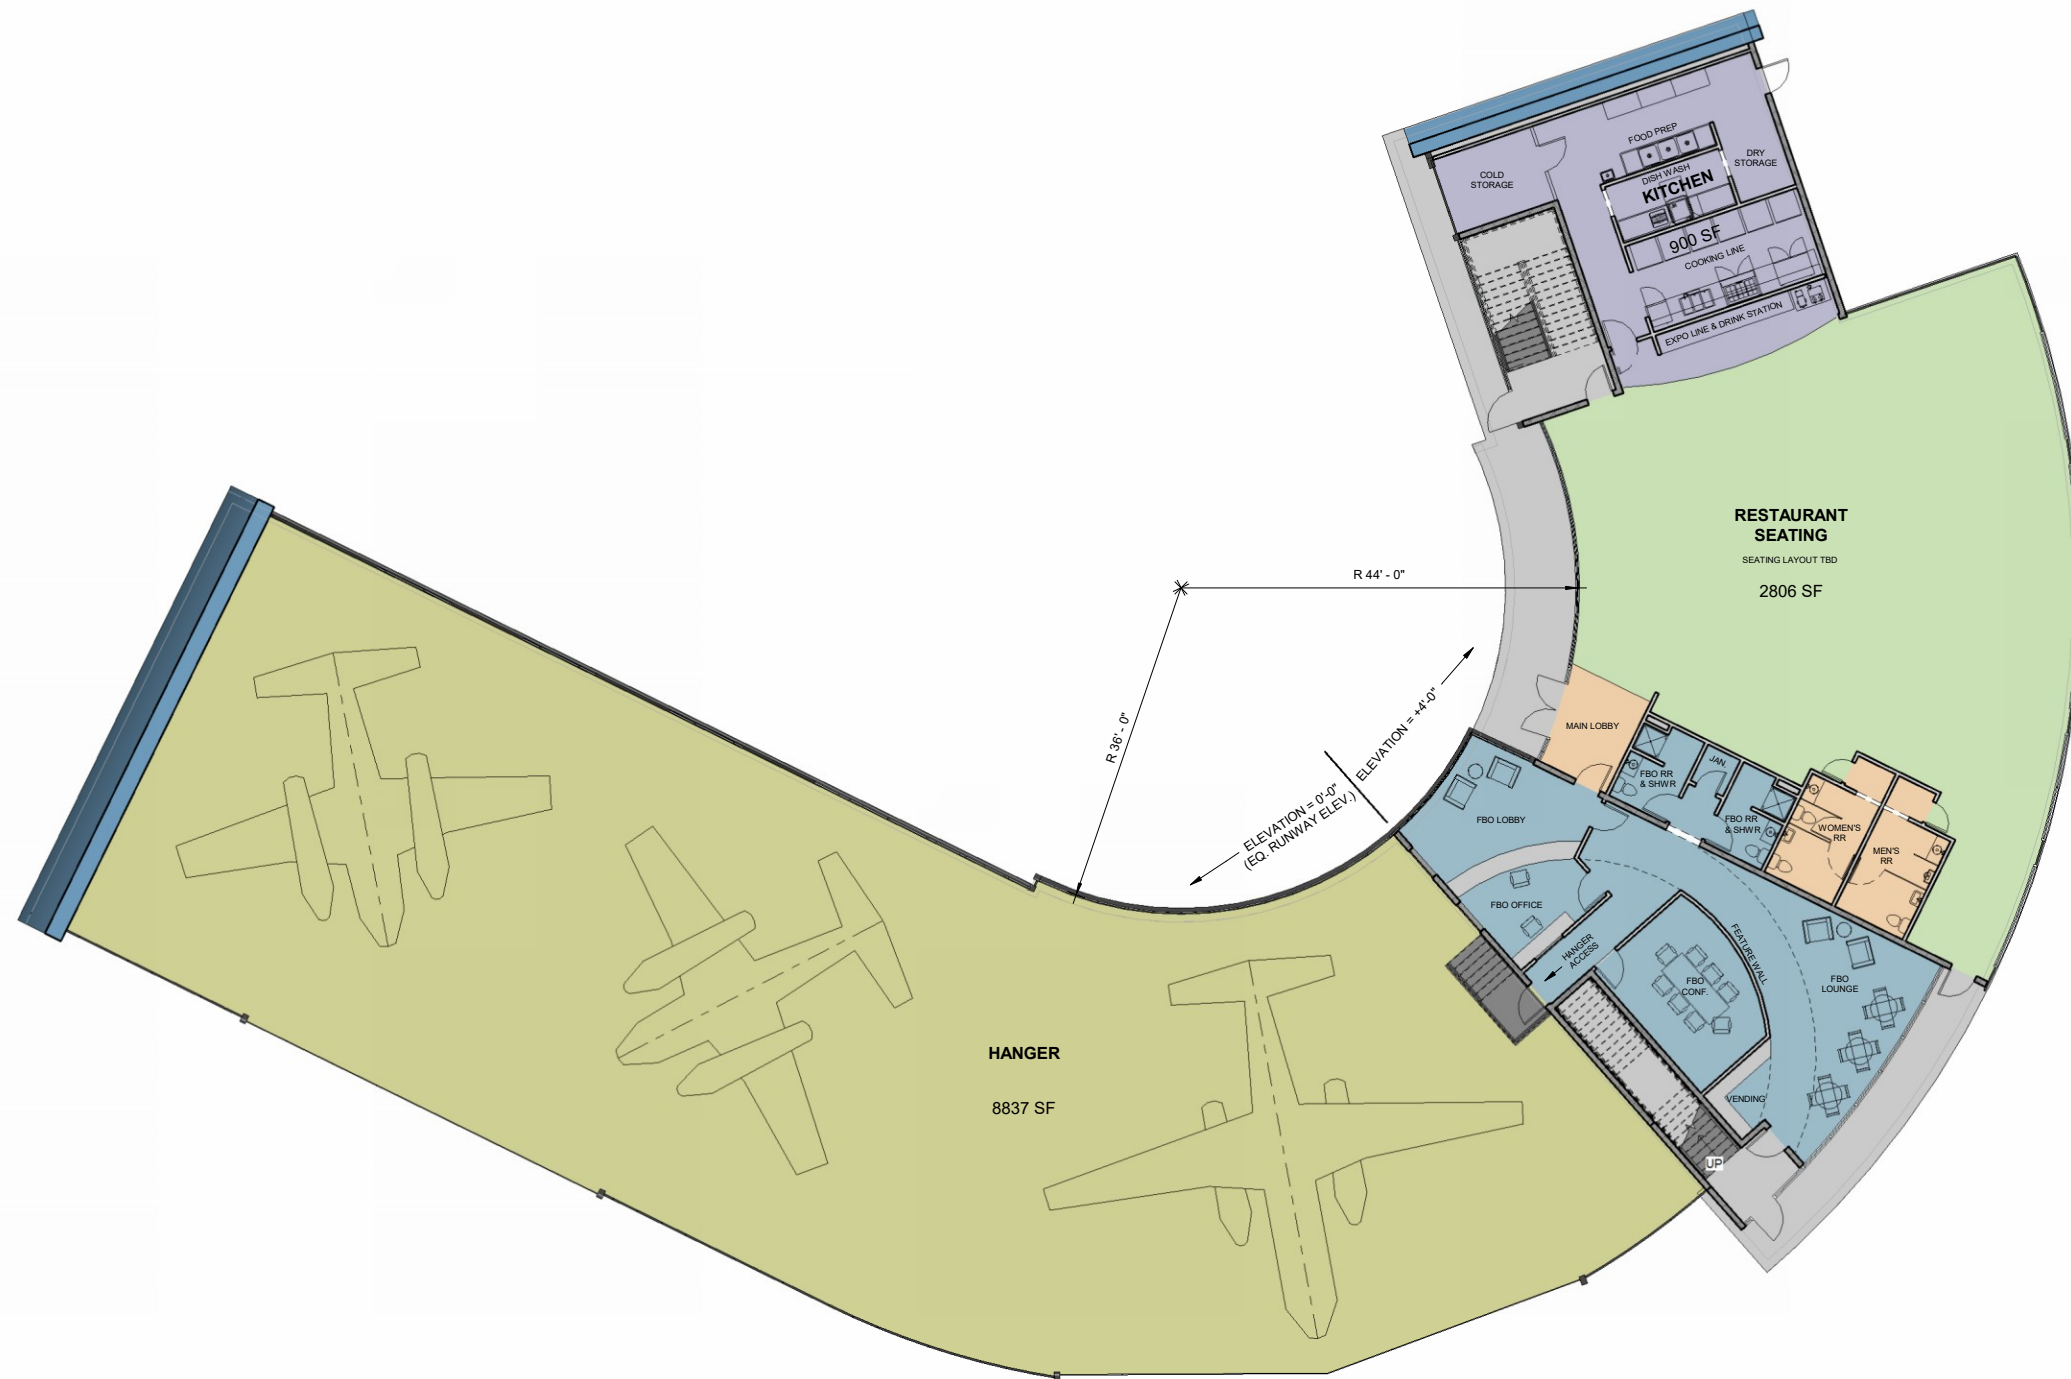 FOOD PREP
DRY
STORAGE
COLD
STORAGE
DISH WASH
KITCHEN
900 SF
COOKING LINE
EXPO LINE & DRINK STATION
RESTAURANT
SEATING
SEATING LAYOUT TBD
2806 SF
R 44' - 0"
R 36' - 0"
ELEVATION = +4'-0"
ELEVATION = 0'-0"
(EQ. RUNWAY ELEV.)
MAIN LOBBY
FBO RR
& SHWR
JAN.
FBO RR
& SHWR
WOMEN'S
RR
MEN'S
RR
FBO LOBBY
FBO OFFICE
HANGER
ACCESS
FEATURE WALL
FBO
CONF.
FBO
LOUNGE
VENDING
UP
HANGER
8837 SF